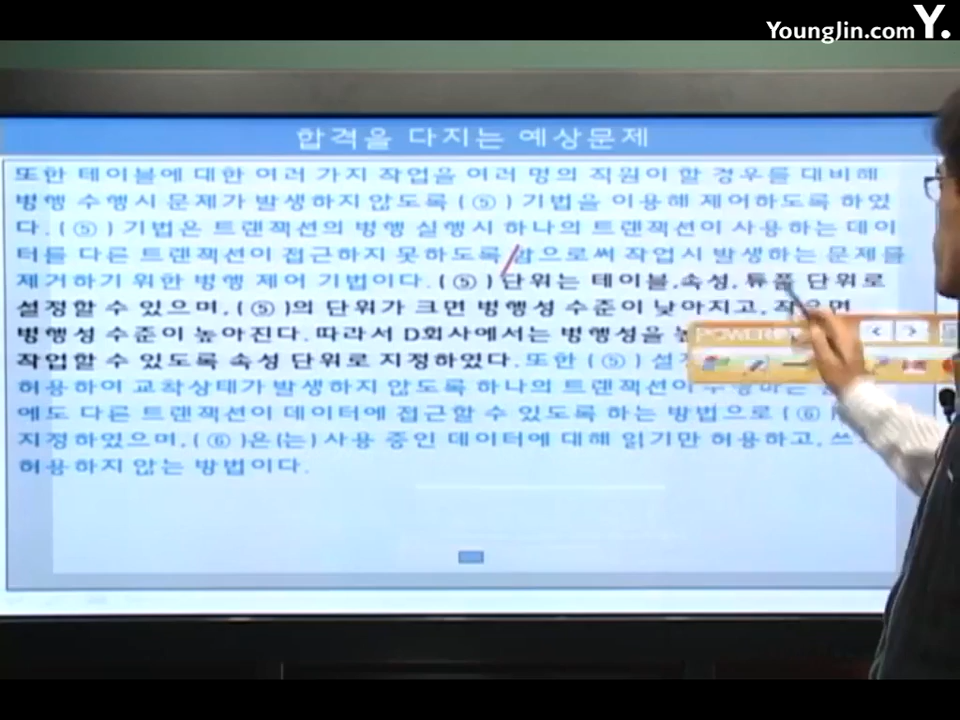 YoungJin.com Y.
합격을 다지는 예상문제
또한 테이블에 대한 여러 가지 작업을 여러 명의 직원이 할 경우를 대비해
병행 수행시 문제가 발생하지 않도록 ( ⑤ ) 기법을 이용해 제어하도록 하였
다. ( ⑤ ) 기법은 트랜잭션의 병행 실행시 하나의 트랜잭션이 사용하는 데이
터를 다른 트랜잭션이 접근하지 못하도록 함으로써 작업시 발생하는 문제를
제거하기 위한 병행 제어 기법이다. ( ⑤ ) 단위는 테이블,속성,튜플 단위로
설정할 수 있으며, ( ⑤ )의 단위가 크면 병행성 수준이 낮아지고, 작으면
병행성 수준이 높아진다. 따라서 D회사에서는 병행성을
작업할 수 있도록 속성 단위로 지정하였다. 또한 ( ⑤ )
허용하여 교착상태가 발생하지 않도록 하나의 트랜잭션이
에도 다른 트랜잭션이 데이터에 접근할 수 있도록 하는 방법으로 ( ⑥
지정하였으며, ( ⑥ )은(는) 사용 중인 데이터에 대해 읽기만 허용하고,
허용하지 않는 방법이다.